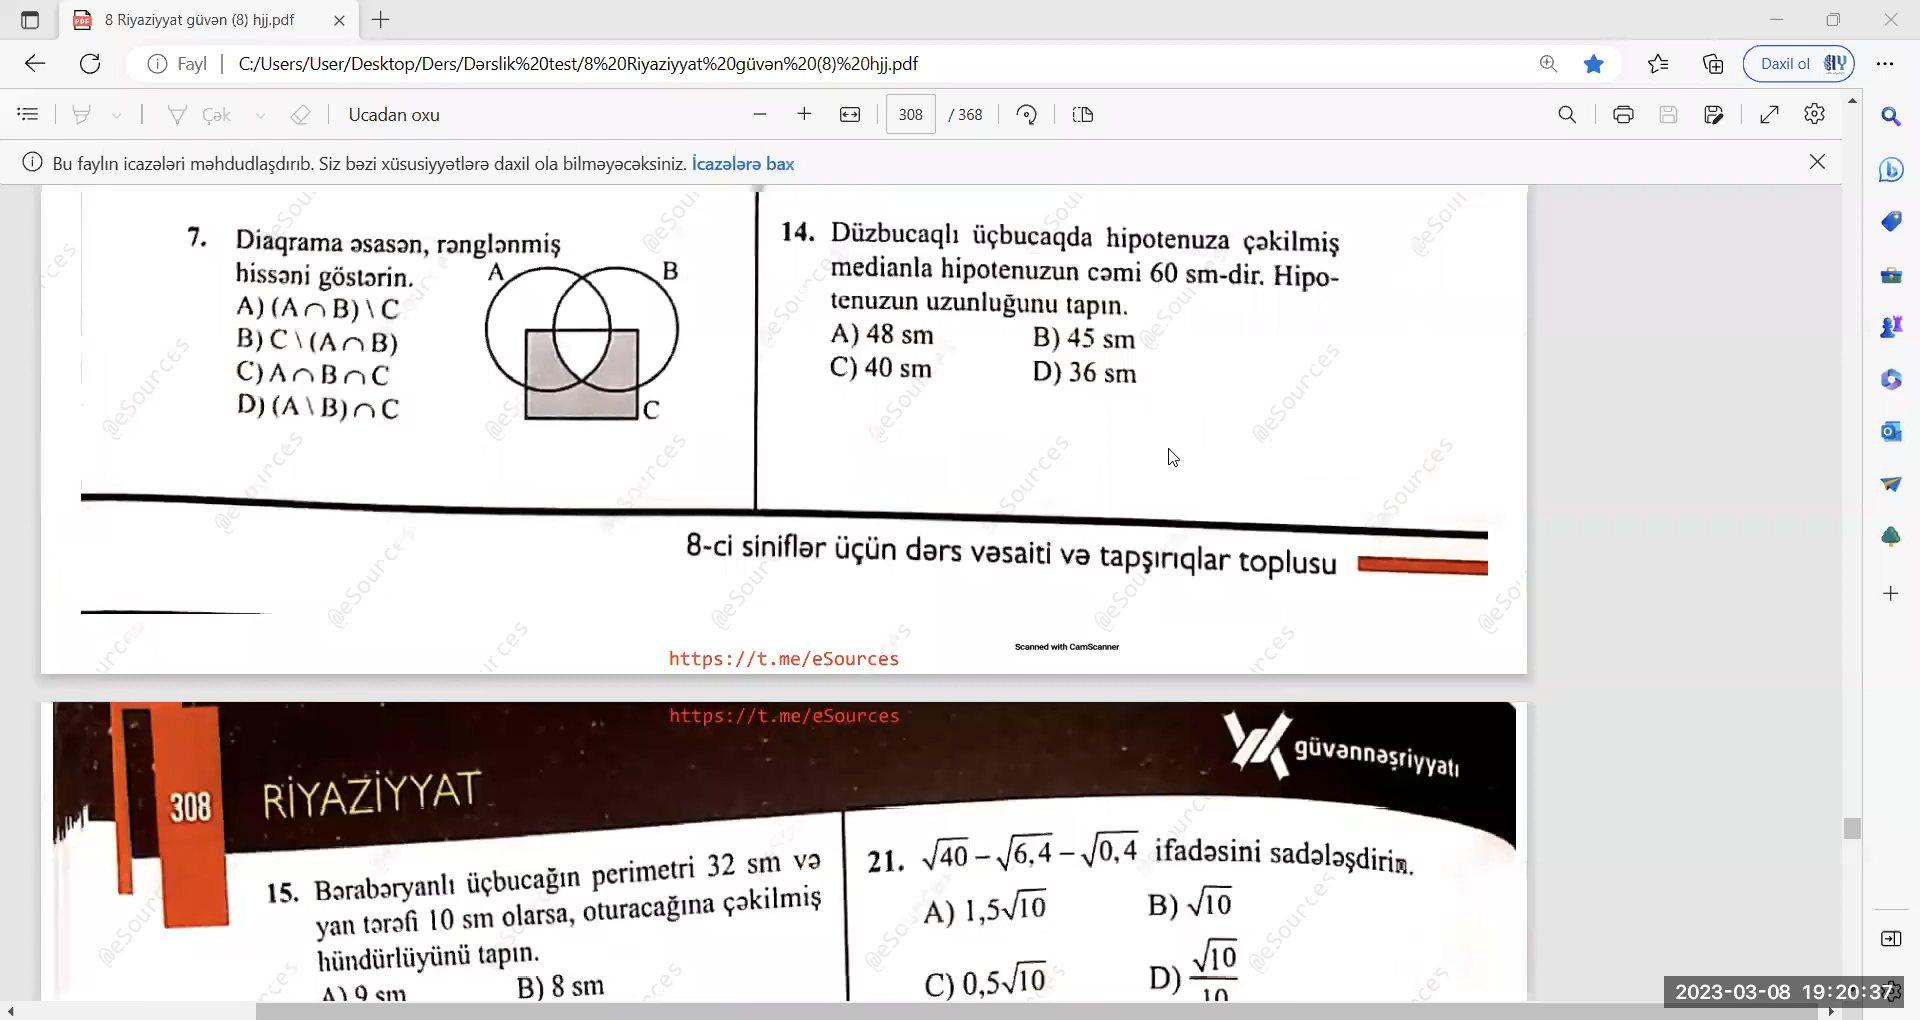 8 Riyaziyyat güvən (8) hjj.pdf
Fayl
C:/Users/User/Desktop/Ders/Dərslik%20test/8%20Riyaziyyat%20güvən%20(8)%20hjj.pdf
Daxil ol
Çək
Ucadan oxu
308 / 368
Bu faylın icazələri məhdudlaşdırıb. Siz bəzi xüsusiyyətlərə daxil ola bilməyəcəksiniz. İcazələrə bax
7. Diaqrama əsasən, rənglənmiş
hissəni göstərin.
A) (A∩B)\C
B) C\(A∩B)
C) A∩B∩C
D) (A\B)∩C
A
B
C
14. Düzbucaqlı üçbucaqda hipotenuza çəkilmiş
medianla hipotenuzun cəmi 60 sm-dir. Hipo-
tenuzun uzunluğunu tapın.
A) 48 sm B) 45 sm
C) 40 sm D) 36 sm
8-ci siniflər üçün dərs vəsaiti və tapşırıqlar toplusu
Scanned with CamScanner
https://t.me/eSources
https://t.me/eSources
güvənnəşriyyatı
308 RİYAZİYYAT
15. Bərabəryanlı üçbucağın perimetri 32 sm və
yan tərəfi 10 sm olarsa, oturacağına çəkilmiş
hündürlüyünü tapın.
A) 9 sm B) 8 sm
21. √40 − √6,4 − √0,4 ifadəsini sadələşdirin.
A) 1,5√10 B) √10
C) 0,5√10 D) √10/10
@eSources
2023-03-08 19:20:37